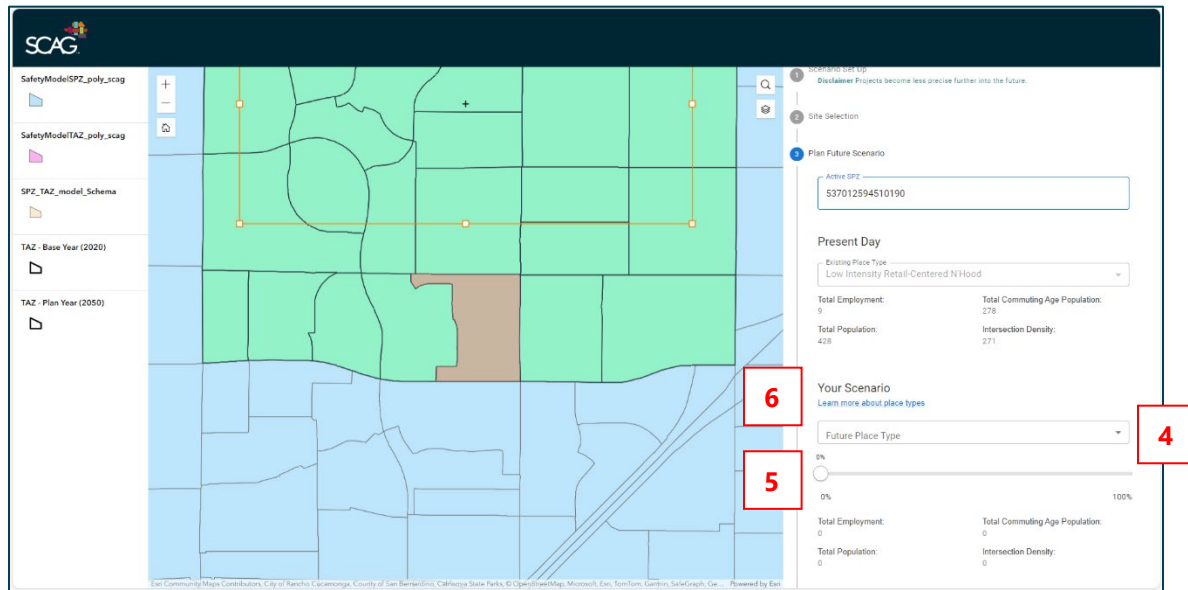 SCAG
SafetyModelSPZ_poly_scag
SafetyModelTAZ_poly_scag
SPZ_TAZ_model_Schema
TAZ - Base Year (2020)
TAZ - Plan Year (2050)
+
−
+
Esri Community Maps Contributors, City of Rancho Cucamonga, County of San Bernardino, California State Parks, © OpenStreetMap, Microsoft, Esri, TomTom, Garmin, SafeGraph, Ge... Powered by Esri
1 Scenario Set Up
Disclaimer Projects become less precise further into the future.
2 Site Selection
3 Plan Future Scenario
Active SPZ
537012594510190
Present Day
Existing Place Type
Low Intensity Retail-Centered N'Hood
Total Employment: Total Commuting Age Population:
9 278
Total Population: Intersection Density:
428 271
6
Your Scenario
Learn more about place types
Future Place Type
4
0%
5
0% 100%
Total Employment: Total Commuting Age Population:
0 0
Total Population: Intersection Density:
0 0